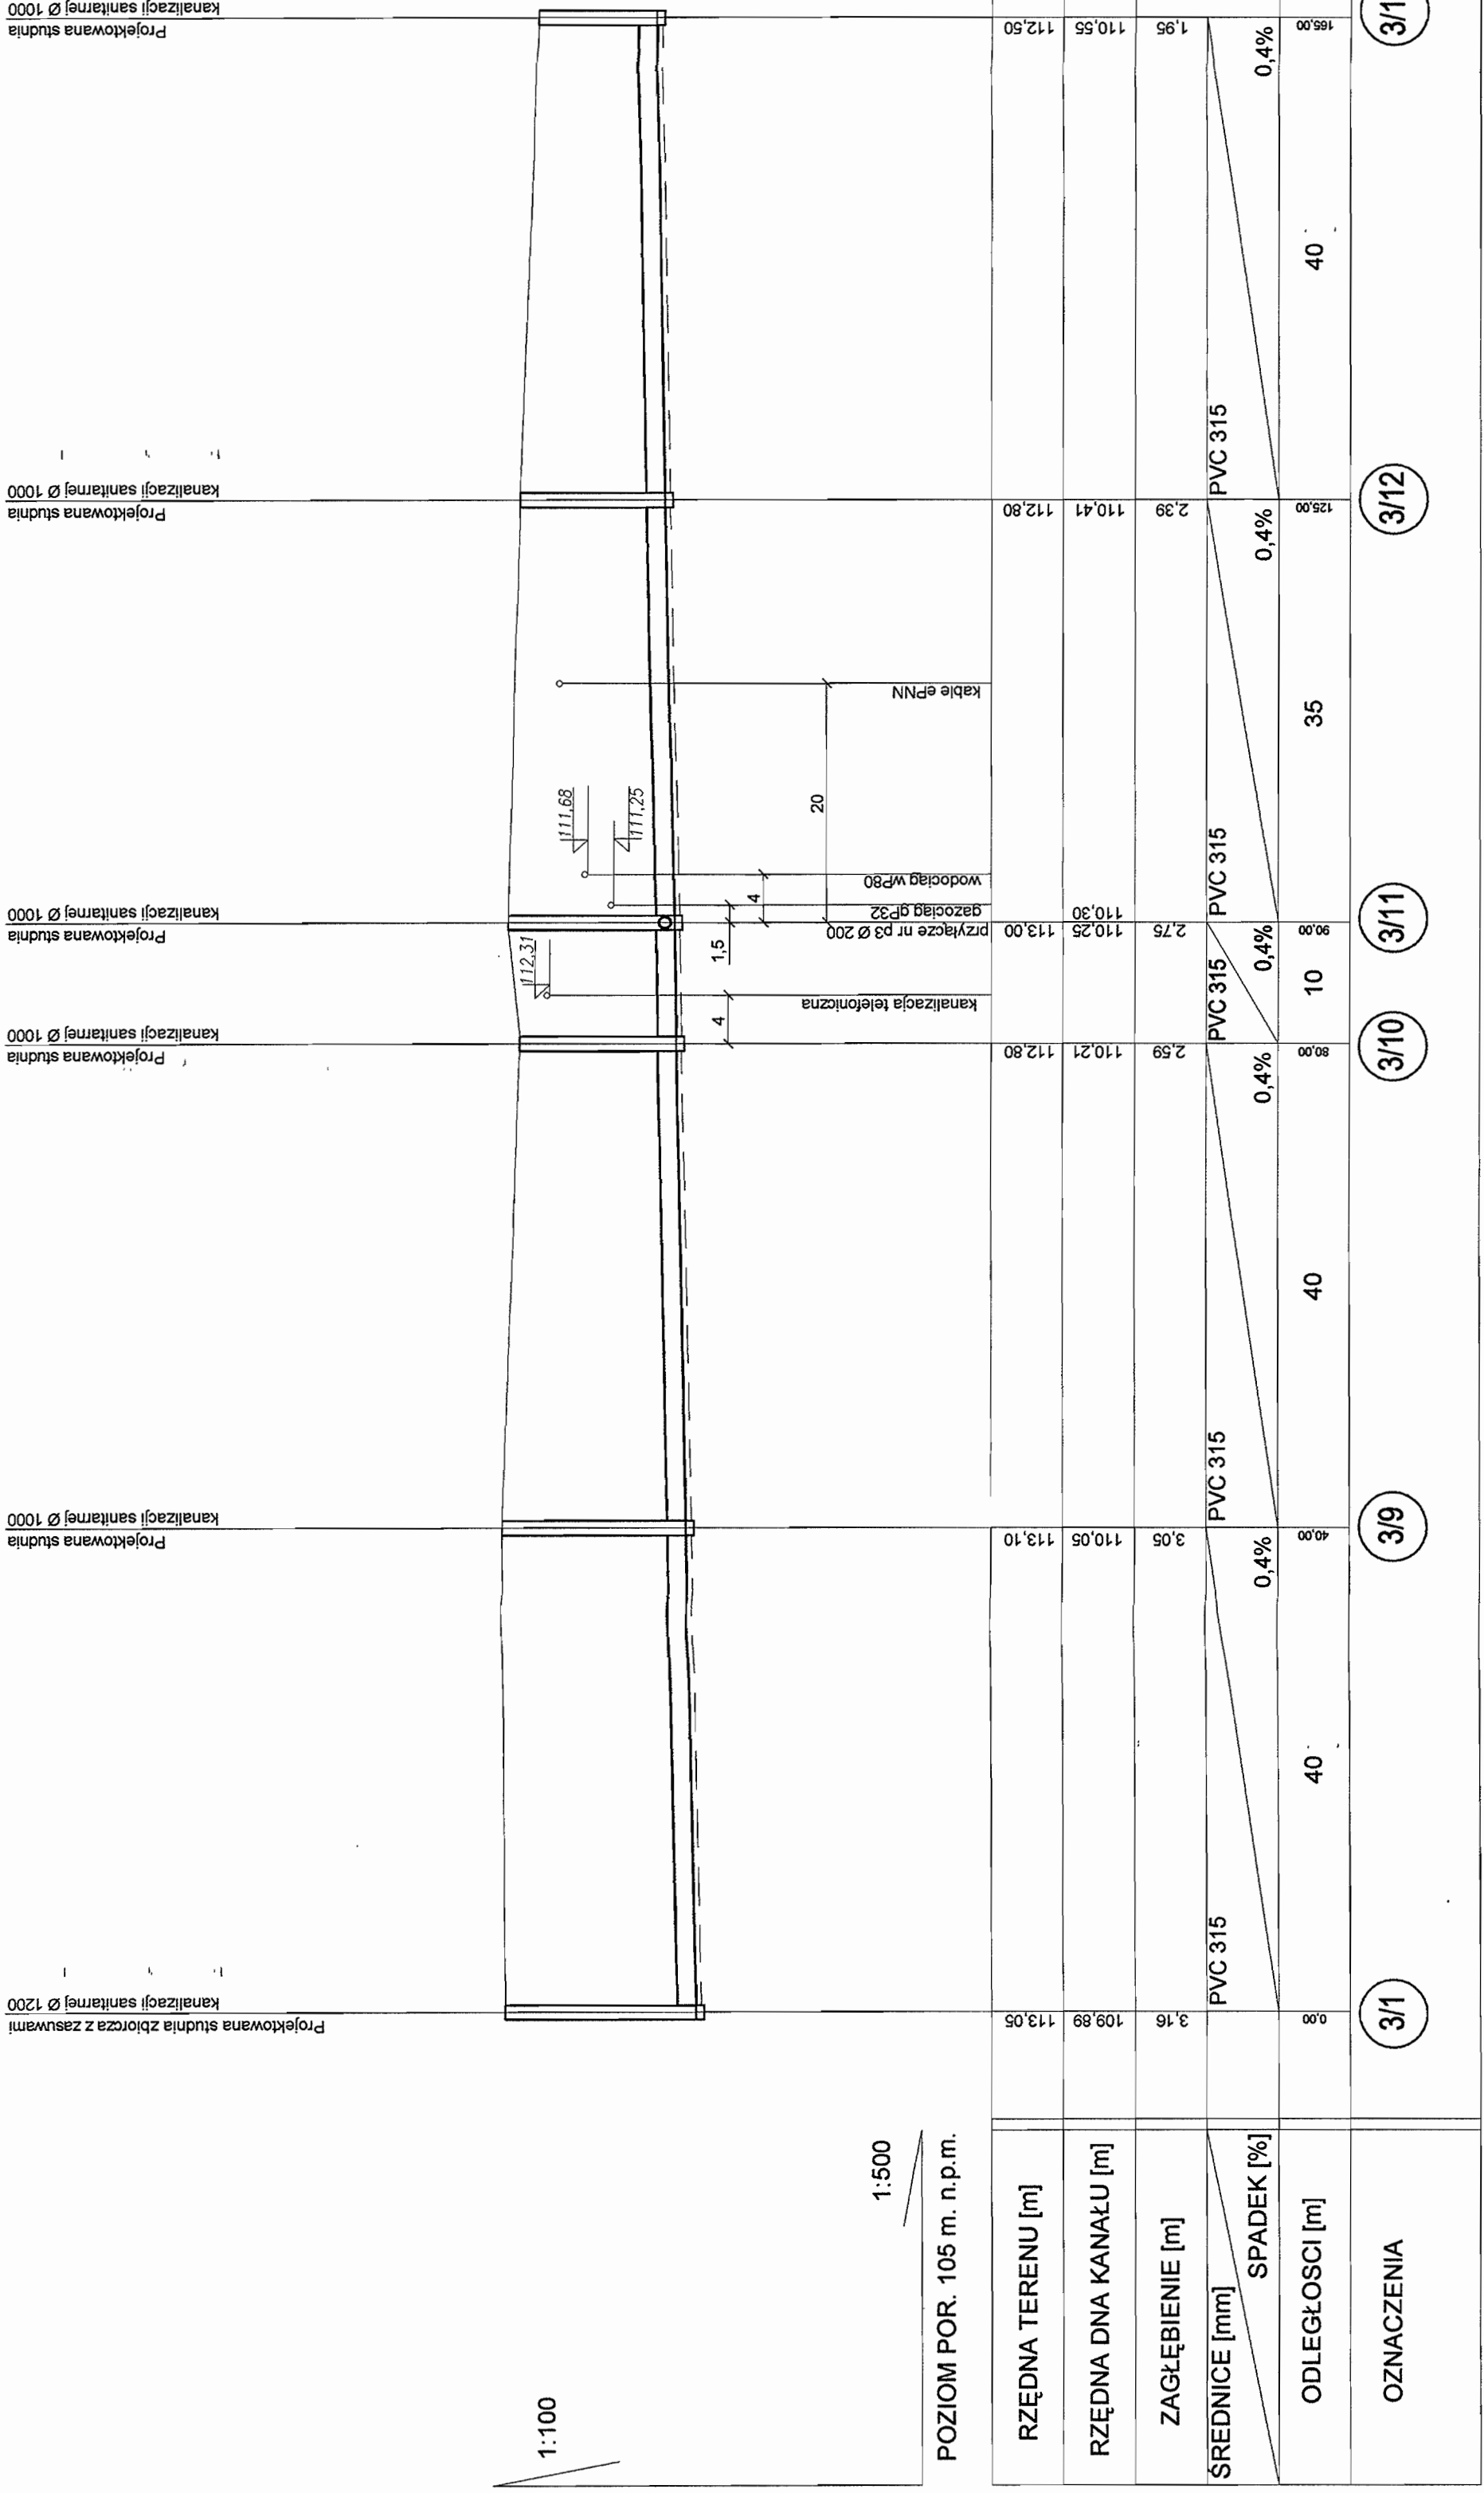 Projektowana studnia zbiorcza z zasuwami
kanalizacji sanitarnej Ø 1200
Projektowana studnia
kanalizacji sanitarnej Ø 1000
Projektowana studnia
kanalizacji sanitarnej Ø 1000
Projektowana studnia
kanalizacji sanitarnej Ø 1000
Projektowana studnia
kanalizacji sanitarnej Ø 1000
Projektowana studnia
kanalizacji sanitarnej Ø 1000
1:100
112,31
111,68
111,25
4
1,5
4
20
kanalizacja telefoniczna
przyłącze nr p3 Ø 200
gazociąg gP32
wodociąg wP80
kable ePNN
1:500
POZIOM POR. 105 m. n.p.m.
RZĘDNA TERENU [m]
113,05
113,10
112,80
113,00
112,80
112,50
RZĘDNA DNA KANAŁU [m]
109,89
110,05
110,21
110,25
110,30
110,41
110,55
ZAGŁĘBIENIE [m]
3,16
3,05
2,59
2,75
2,39
1,95
ŚREDNICE [mm]
SPADEK [%]
PVC 315
0,4%
PVC 315
0,4%
PVC 315
0,4%
PVC 315
0,4%
PVC 315
0,4%
ODLEGŁOSCI [m]
0,00
40
40,00
40
80,00
10
90,00
35
125,00
40
165,00
OZNACZENIA
3/1
3/9
3/10
3/11
3/12
3/1